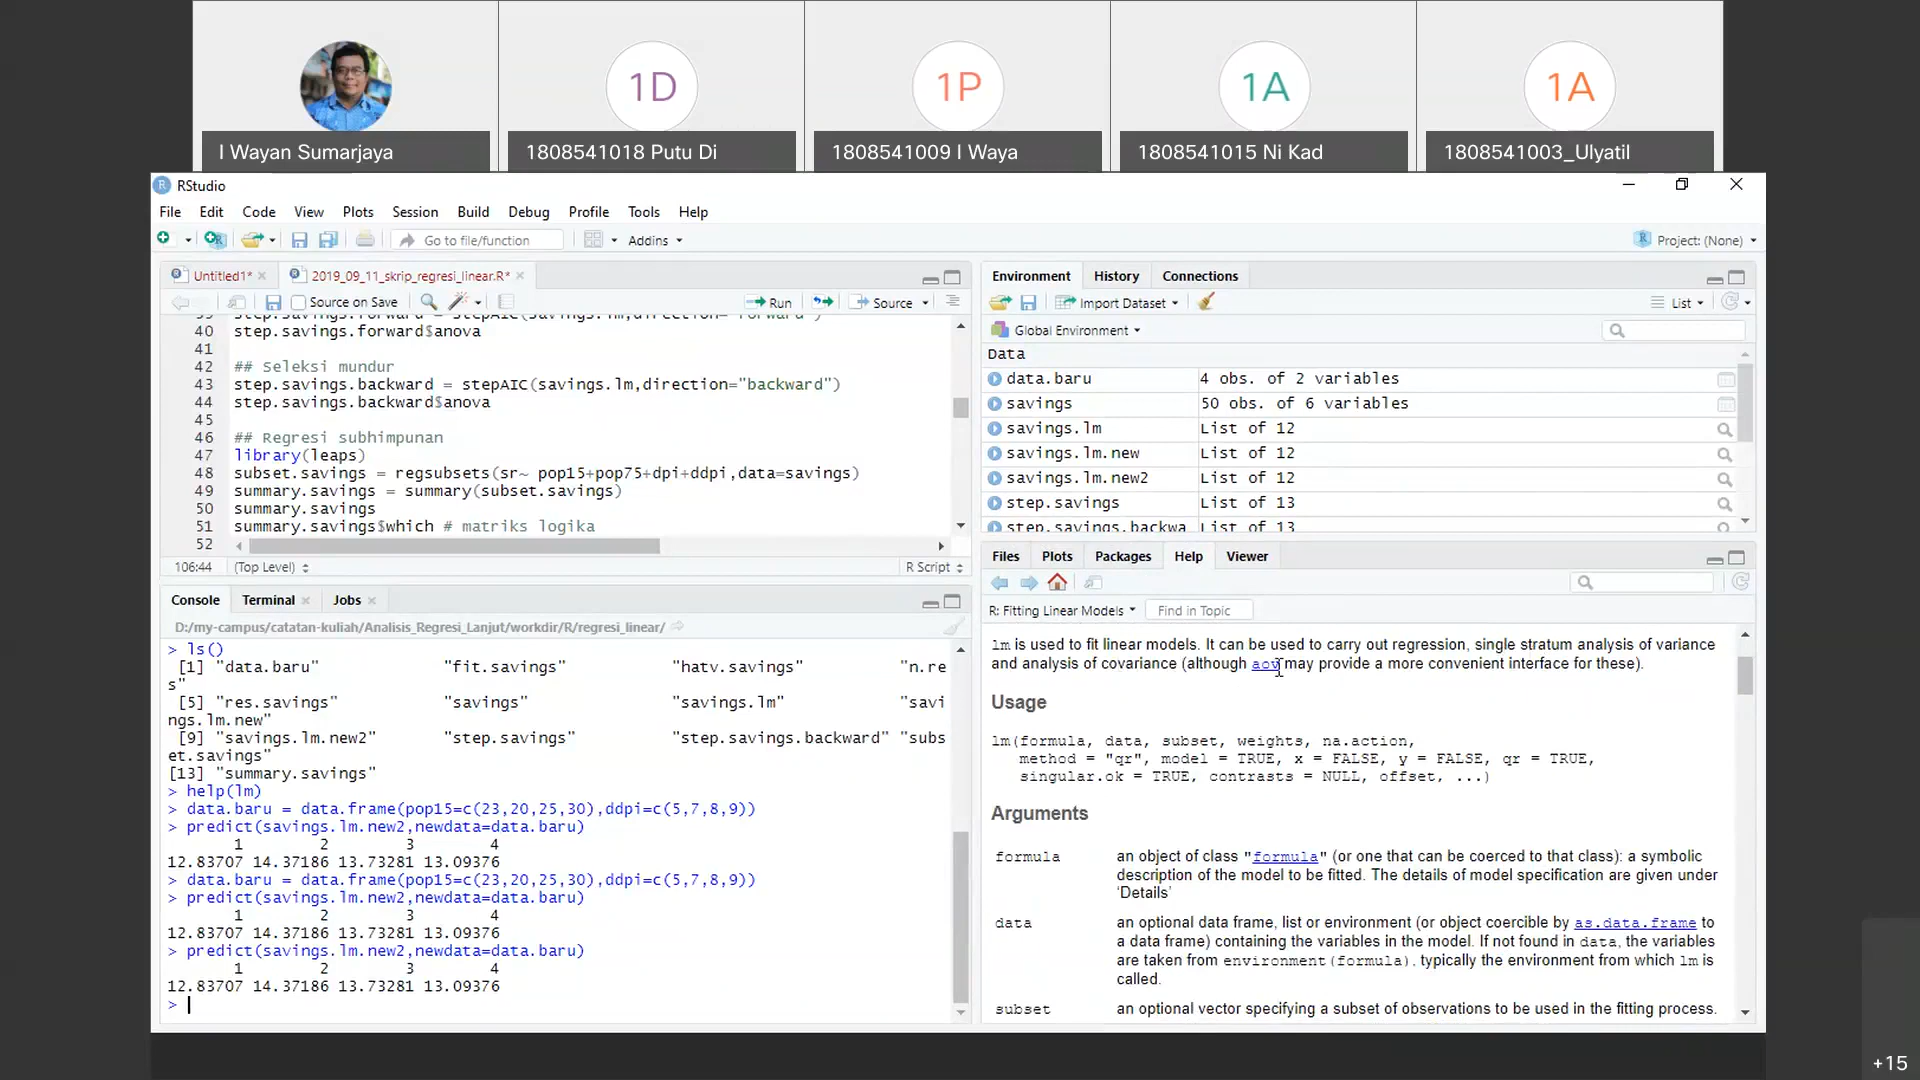 1D
1P
1A
1A
I Wayan Sumarjaya
1808541018 Putu Di
1808541009 I Waya
1808541015 Ni Kad
1808541003_Ulyatil
RStudio
File Edit Code View Plots Session Build Debug Profile Tools Help
Go to file/function
Addins
Project: (None)
Untitled1*
2019_09_11_skrip_regresi_linear.R*
Source on Save
Run
Source
39 step.savings.forward = stepAIC(savings.lm,direction="forward")
40 step.savings.forward$anova
41
42 ## Seleksi mundur
43 step.savings.backward = stepAIC(savings.lm,direction="backward")
44 step.savings.backward$anova
45
46 ## Regresi subhimpunan
47 library(leaps)
48 subset.savings = regsubsets(sr~ pop15+pop75+dpi+ddpi,data=savings)
49 summary.savings = summary(subset.savings)
50 summary.savings
51 summary.savings$which # matriks logika
52
106:44 (Top Level) R Script
Console Terminal Jobs
D:/my-campus/catatan-kuliah/Analisis_Regresi_Lanjut/workdir/R/regresi_linear/
> ls()
[1] "data.baru" "fit.savings" "hatv.savings" "n.re
s"
[5] "res.savings" "savings" "savings.lm" "savi
ngs.lm.new"
[9] "savings.lm.new2" "step.savings" "step.savings.backward" "subs
et.savings"
[13] "summary.savings"
> help(lm)
> data.baru = data.frame(pop15=c(23,20,25,30),ddpi=c(5,7,8,9))
> predict(savings.lm.new2,newdata=data.baru)
1 2 3 4
12.83707 14.37186 13.73281 13.09376
> data.baru = data.frame(pop15=c(23,20,25,30),ddpi=c(5,7,8,9))
> predict(savings.lm.new2,newdata=data.baru)
1 2 3 4
12.83707 14.37186 13.73281 13.09376
> predict(savings.lm.new2,newdata=data.baru)
1 2 3 4
12.83707 14.37186 13.73281 13.09376
>
Environment History Connections
Import Dataset
List
Global Environment
Data
data.baru 4 obs. of 2 variables
savings 50 obs. of 6 variables
savings.lm List of 12
savings.lm.new List of 12
savings.lm.new2 List of 12
step.savings List of 13
step.savings.backwa List of 13
Files Plots Packages Help Viewer
R: Fitting Linear Models
Find in Topic
lm is used to fit linear models. It can be used to carry out regression, single stratum analysis of variance
and analysis of covariance (although aov may provide a more convenient interface for these).
Usage
lm(formula, data, subset, weights, na.action,
method = "qr", model = TRUE, x = FALSE, y = FALSE, qr = TRUE,
singular.ok = TRUE, contrasts = NULL, offset, ...)
Arguments
formula an object of class "formula" (or one that can be coerced to that class): a symbolic
description of the model to be fitted. The details of model specification are given under
‘Details’
data an optional data frame, list or environment (or object coercible by as.data.frame to
a data frame) containing the variables in the model. If not found in data, the variables
are taken from environment(formula), typically the environment from which lm is
called.
subset an optional vector specifying a subset of observations to be used in the fitting process.
+15